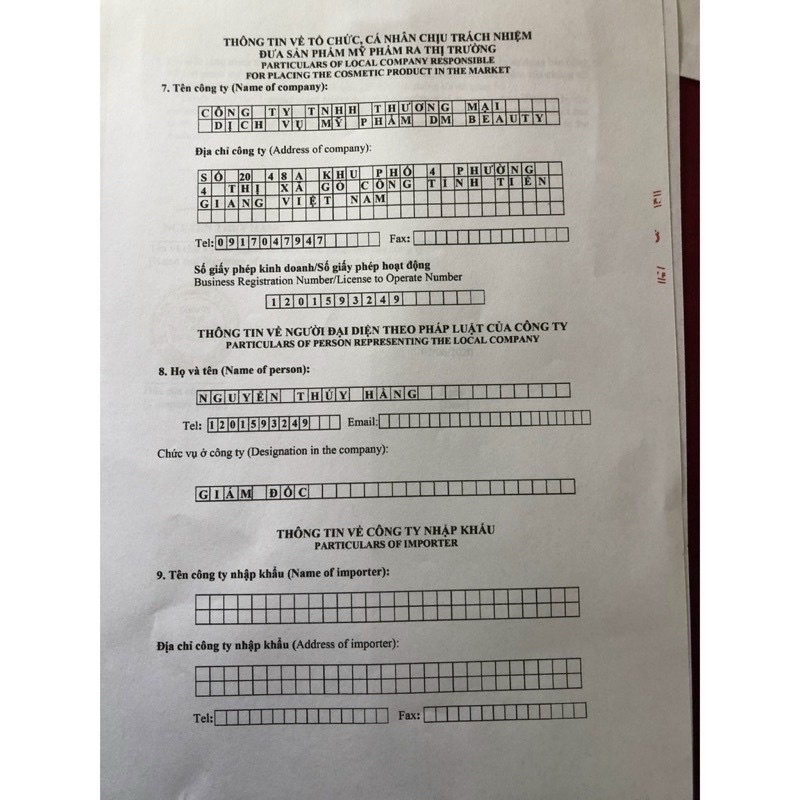 THÔNG TIN VỀ TỔ CHỨC, CÁ NHÂN CHỊU TRÁCH NHIỆM
ĐƯA SẢN PHẨM MỸ PHẨM RA THỊ TRƯỜNG
PARTICULARS OF LOCAL COMPANY RESPONSIBLE
FOR PLACING THE COSMETIC PRODUCT IN THE MARKET
7. Tên công ty (Name of company):
CÔNG TY TNHH THƯƠNG MẠI
DỊCH VỤ MỸ PHẨM DM BEAUTY
Địa chỉ công ty (Address of company):
SỐ 20 48A KHU PHỐ 4 PHƯỜNG
4 THỊ XÃ GÒ CÔNG TỈNH TIỀN
GIANG VIỆT NAM
Tel: 0917047947 Fax:
Số giấy phép kinh doanh/Số giấy phép hoạt động
Business Registration Number/License to Operate Number
1201593249
THÔNG TIN VỀ NGƯỜI ĐẠI DIỆN THEO PHÁP LUẬT CỦA CÔNG TY
PARTICULARS OF PERSON REPRESENTING THE LOCAL COMPANY
8. Họ và tên (Name of person):
NGUYỄN THÚY HẰNG
Tel: 1201593249 Email:
Chức vụ ở công ty (Designation in the company):
GIÁM ĐỐC
THÔNG TIN VỀ CÔNG TY NHẬP KHẨU
PARTICULARS OF IMPORTER
9. Tên công ty nhập khẩu (Name of importer):
Địa chỉ công ty nhập khẩu (Address of importer):
Tel: Fax: